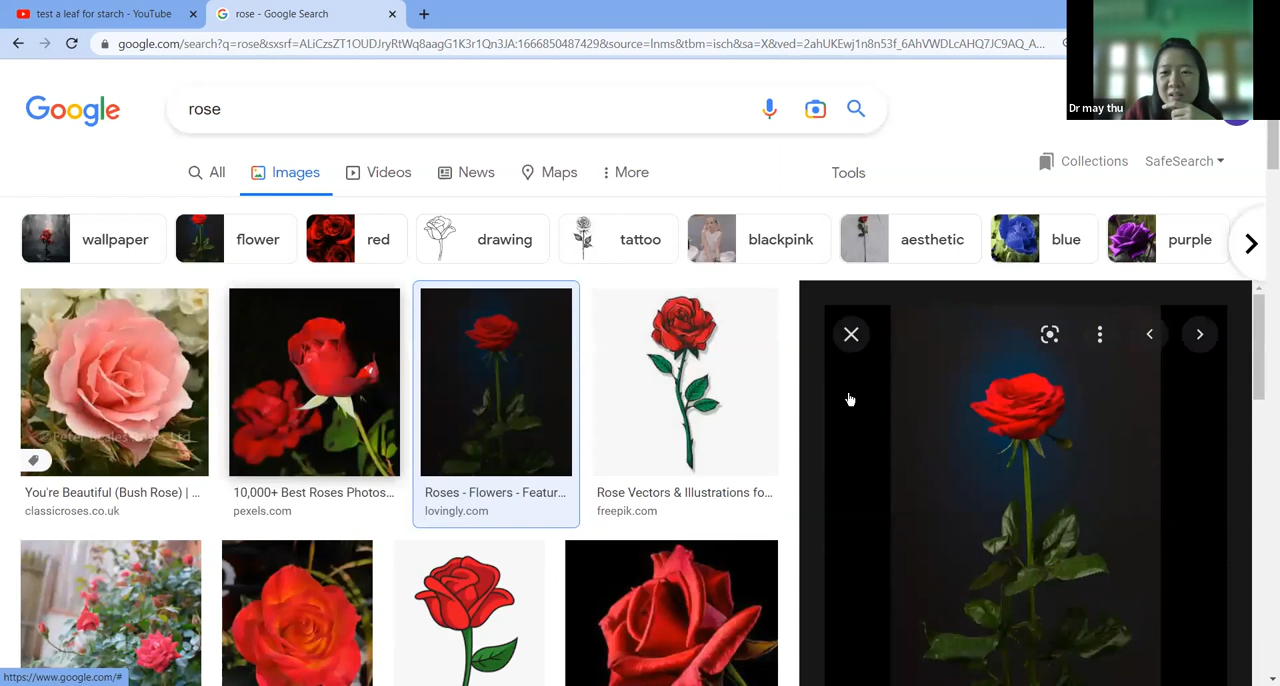 test a leaf for starch - YouTube
rose - Google Search
google.com/search?q=rose&sxsrf=ALiCzsZT1OUDJryRtWq8aagG1K3r1Qn3JA:1666850487429&source=lnms&tbm=isch&sa=X&ved=2ahUKEwj1n8n53f_6AhVWDLcAHQ7JC9AQ_A...
Dr may thu
Google
rose
All
Images
Videos
News
Maps
More
Tools
Collections
SafeSearch
wallpaper
flower
red
drawing
tattoo
blackpink
aesthetic
blue
purple
You're Beautiful (Bush Rose) | ...
classicroses.co.uk
10,000+ Best Roses Photos...
pexels.com
Roses - Flowers - Featur...
lovingly.com
Rose Vectors & Illustrations fo...
freepik.com
https://www.google.com/#